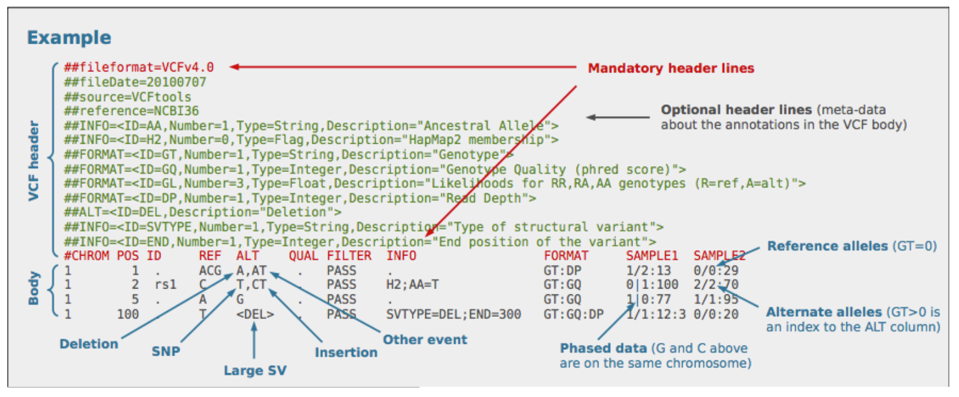 Example
##fileformat=VCFv4.0
##fileDate=20100707
##source=VCFtools
##reference=NCBI36
##INFO=<ID=AA,Number=1,Type=String,Description="Ancestral Allele">
##INFO=<ID=H2,Number=0,Type=Flag,Description="HapMap2 membership">
##FORMAT=<ID=GT,Number=1,Type=String,Description="Genotype">
##FORMAT=<ID=GQ,Number=1,Type=Integer,Description="Genotype Quality (phred score)">
##FORMAT=<ID=GL,Number=3,Type=Float,Description="Likelihoods for RR,RA,AA genotypes (R=ref,A=alt)">
##FORMAT=<ID=DP,Number=1,Type=Integer,Description="Read Depth">
##ALT=<ID=DEL,Description="Deletion">
##INFO=<ID=SVTYPE,Number=1,Type=String,Description="Type of structural variant">
##INFO=<ID=END,Number=1,Type=Integer,Description="End position of the variant">
#CHROM POS ID REF ALT QUAL FILTER INFO FORMAT SAMPLE1 SAMPLE2
1 1 . ACG A,AT . PASS . GT:DP 1/2:13 0/0:29
1 2 rs1 C T,CT . PASS H2;AA=T GT:GQ 0|1:100 2/2:70
1 5 . A G . PASS . GT:GQ 1|0:77 1/1:95
1 100 T <DEL> . PASS SVTYPE=DEL;END=300 GT:GQ:DP 1/1:12:3 0/0:20
VCF header
Body
Mandatory header lines
Optional header lines (meta-data
about the annotations in the VCF body)
Reference alleles (GT=0)
Alternate alleles (GT>0 is
an index to the ALT column)
Phased data (G and C above
are on the same chromosome)
Deletion
SNP
Large SV
Insertion
Other event